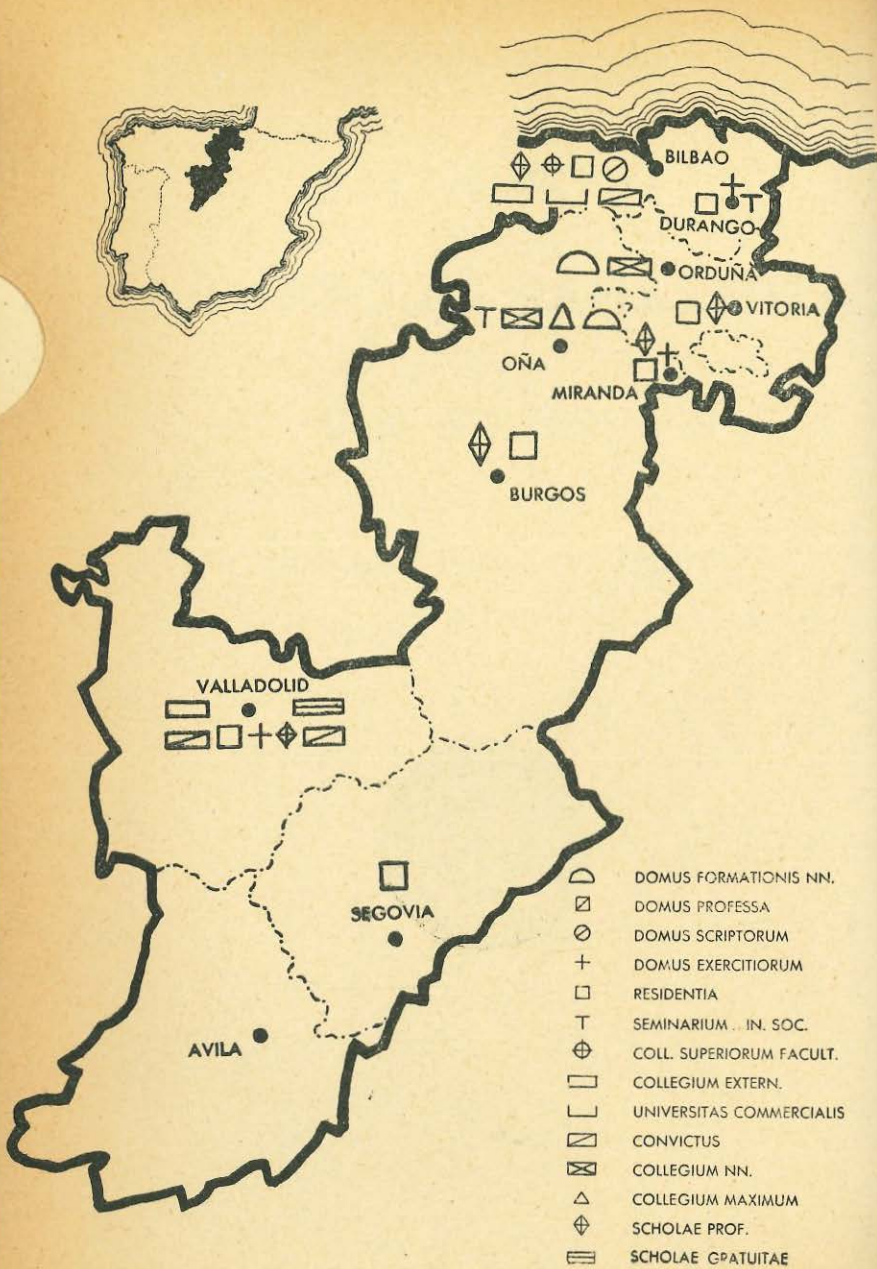 BILBAO
DURANGO
ORDUÑA
VITORIA
OÑA
MIRANDA
BURGOS
VALLADOLID
SEGOVIA
AVILA
DOMUS FORMATIONIS NN.
DOMUS PROFESSA
DOMUS SCRIPTORUM
DOMUS EXERCITIORUM
RESIDENTIA
SEMINARIUM . IN. SOC.
COLL. SUPERIORUM FACULT.
COLLEGIUM EXTERN.
UNIVERSITAS COMMERCIALIS
CONVICTUS
COLLEGIUM NN.
COLLEGIUM MAXIMUM
SCHOLAE PROF.
SCHOLAE GRATUITAE